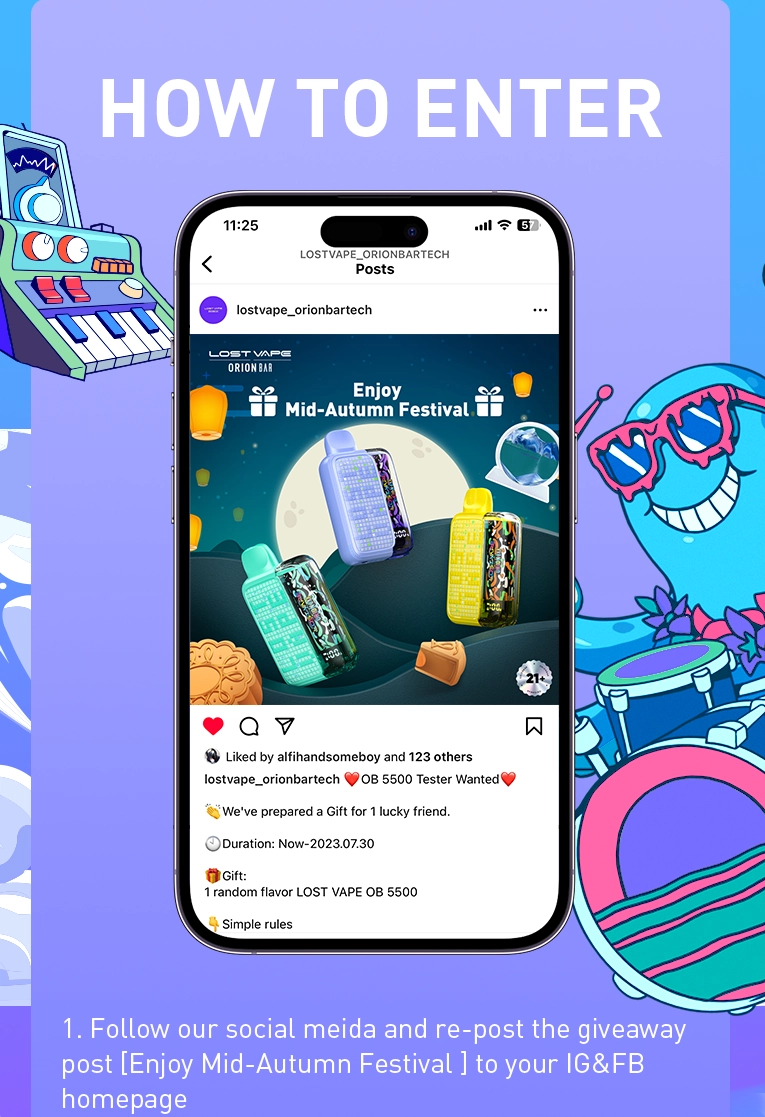 HOW TO ENTER
11:25
57
LOSTVAPE_ORIONBARTECH
Posts
lostvape_orionbartech
LOST VAPE
ORION BAR
Enjoy
Mid-Autumn Festival
21+
Liked by alfihandsomeboy and 123 others
lostvape_orionbartech ❤️OB 5500 Tester Wanted❤️
👏We've prepared a Gift for 1 lucky friend.
🕙Duration: Now-2023.07.30
🎁Gift:
1 random flavor LOST VAPE OB 5500
👇Simple rules
1. Follow our social meida and re-post the giveaway
post [Enjoy Mid-Autumn Festival ] to your IG&FB
homepage